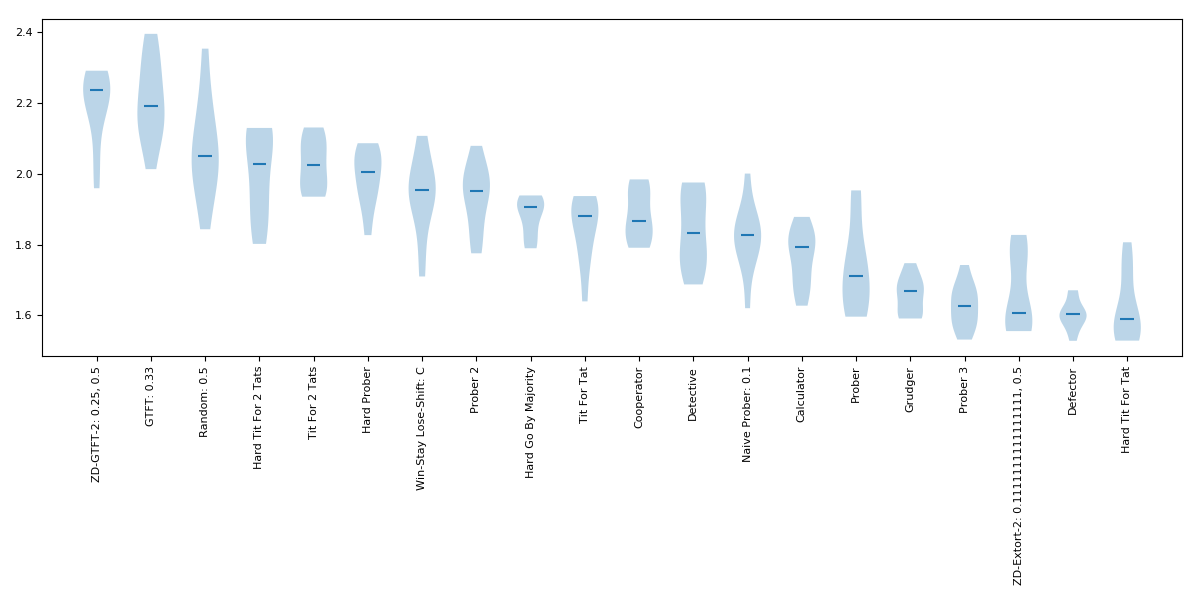 2.4
2.2
2.0
1.8
1.6
ZD-GTFT-2: 0.25, 0.5
GTFT: 0.33
Random: 0.5
Hard Tit For 2 Tats
Tit For 2 Tats
Hard Prober
Win-Stay Lose-Shift: C
Prober 2
Hard Go By Majority
Tit For Tat
Cooperator
Detective
Naive Prober: 0.1
Calculator
Prober
Grudger
Prober 3
ZD-Extort-2: 0.1111111111111111, 0.5
Defector
Hard Tit For Tat